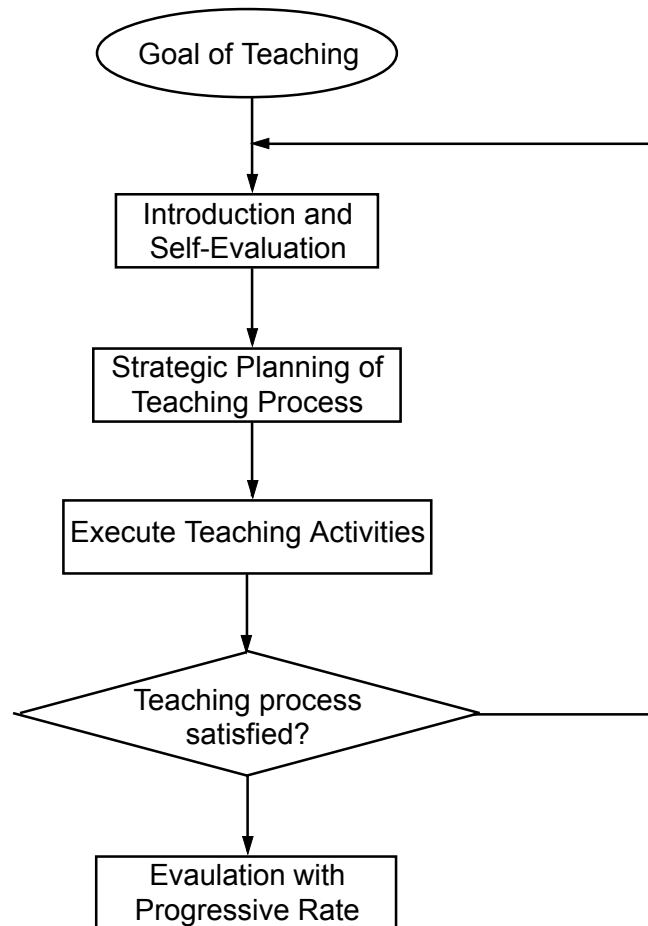 Goal of Teaching
Introduction and
Self-Evaluation
Strategic Planning of
Teaching Process
Execute Teaching Activities
Teaching process
satisfied?
Evaulation with
Progressive Rate